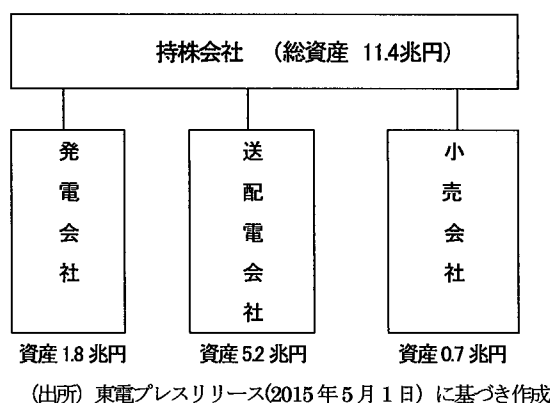 持株会社 （総資産 11.4兆円）
発電会社
送配電会社
小売会社
資産1.8兆円
資産5.2兆円
資産0.7兆円
（出所）東電プレスリリース(2015年5月1日）に基づき作成